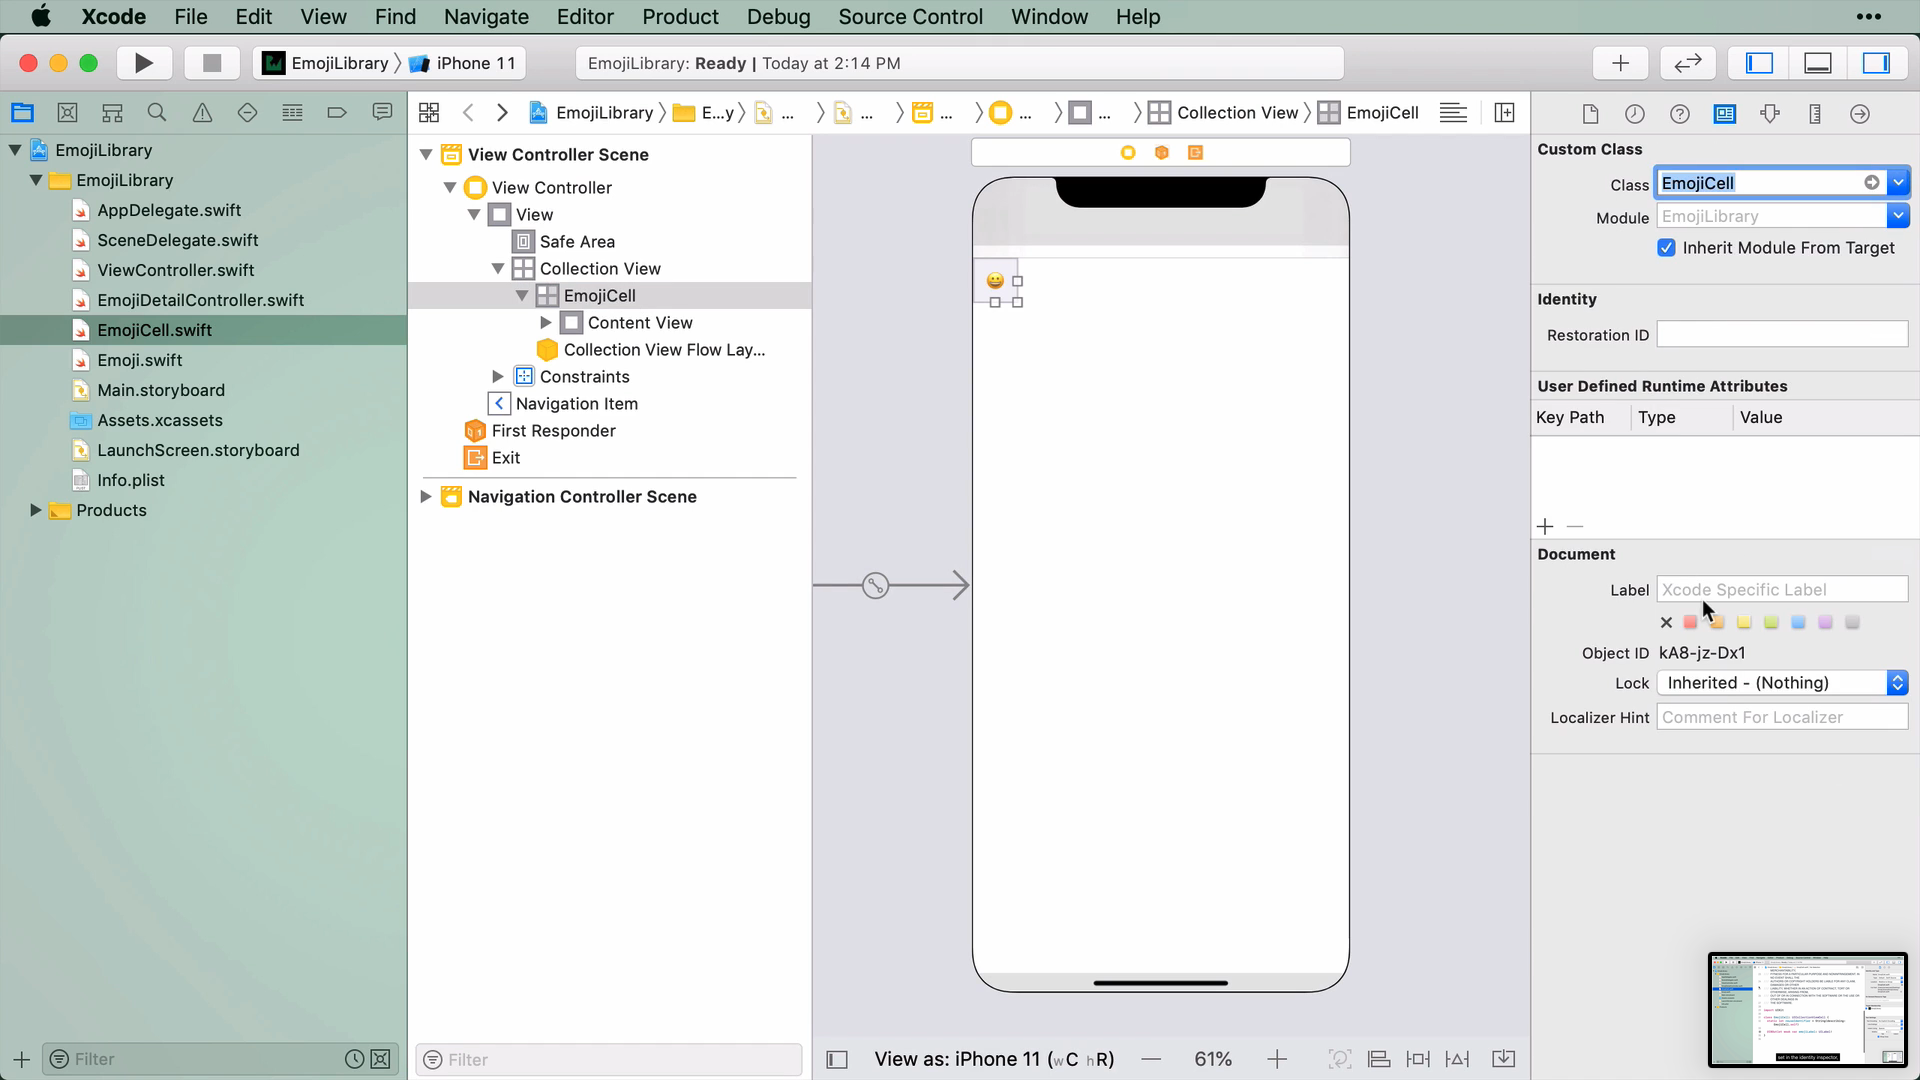 Xcode File Edit View Find Navigate Editor Product Debug Source Control Window Help •••
EmojiLibrary 〉 iPhone 11
EmojiLibrary: Ready | Today at 2:14 PM
EmojiLibrary
EmojiLibrary
AppDelegate.swift
SceneDelegate.swift
ViewController.swift
EmojiDetailController.swift
EmojiCell.swift
Emoji.swift
Main.storyboard
Assets.xcassets
LaunchScreen.storyboard
Info.plist
Products
Filter
EmojiLibrary 〉 E...y 〉 ... 〉 ... 〉 ... 〉 ... 〉 ... 〉 Collection View 〉 EmojiCell
View Controller Scene
View Controller
View
Safe Area
Collection View
EmojiCell
Content View
Collection View Flow Lay...
Constraints
Navigation Item
First Responder
Exit
Navigation Controller Scene
Filter
View as: iPhone 11 (wC hR) — 61% +
Custom Class
Class EmojiCell
Module EmojiLibrary
Inherit Module From Target
Identity
Restoration ID
User Defined Runtime Attributes
Key Path Type Value
Document
Label Xcode Specific Label
Object ID kA8-jz-Dx1
Lock Inherited - (Nothing)
Localizer Hint Comment For Localizer
set in the identity inspector.